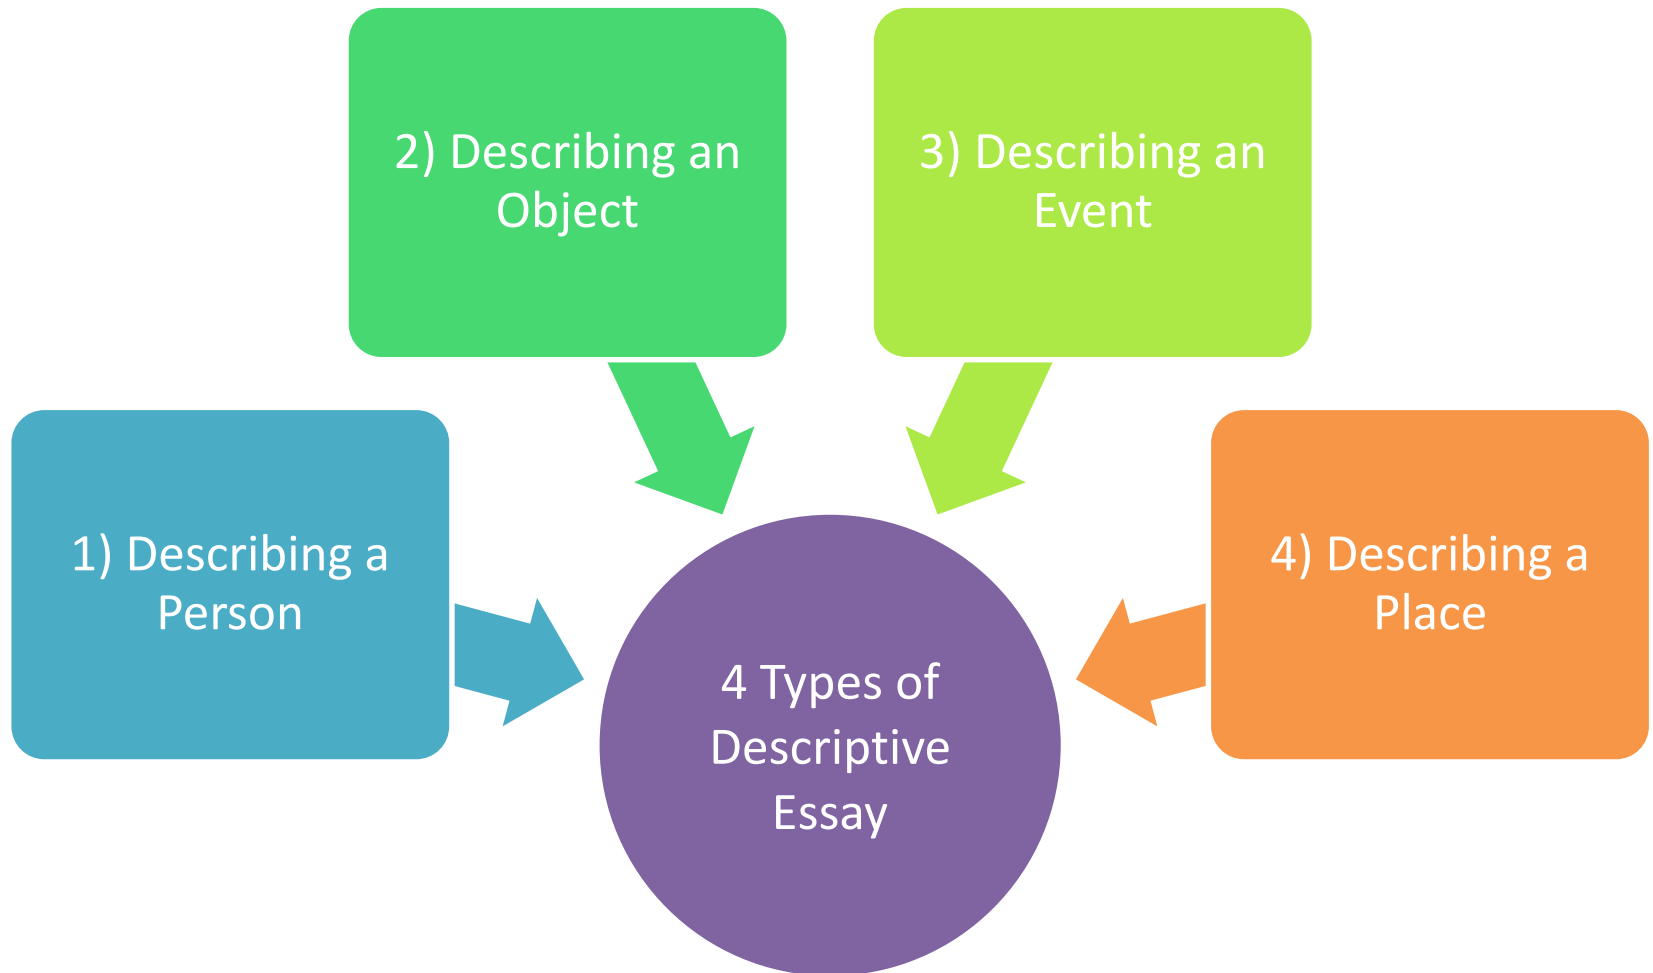 1) Describing a
Person
2) Describing an
Object
3) Describing an
Event
4) Describing a
Place
4 Types of
Descriptive
Essay